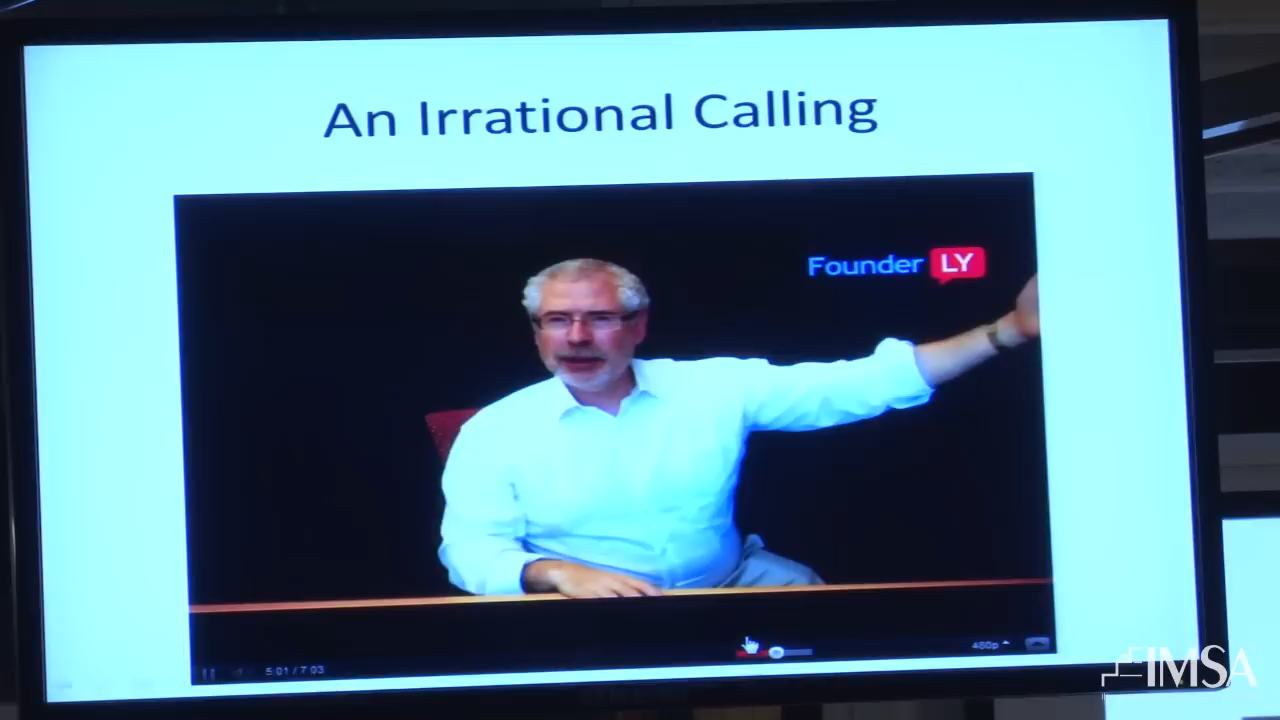 An Irrational Calling
Founder LY
5:01 / 7:03
480p
IMSA